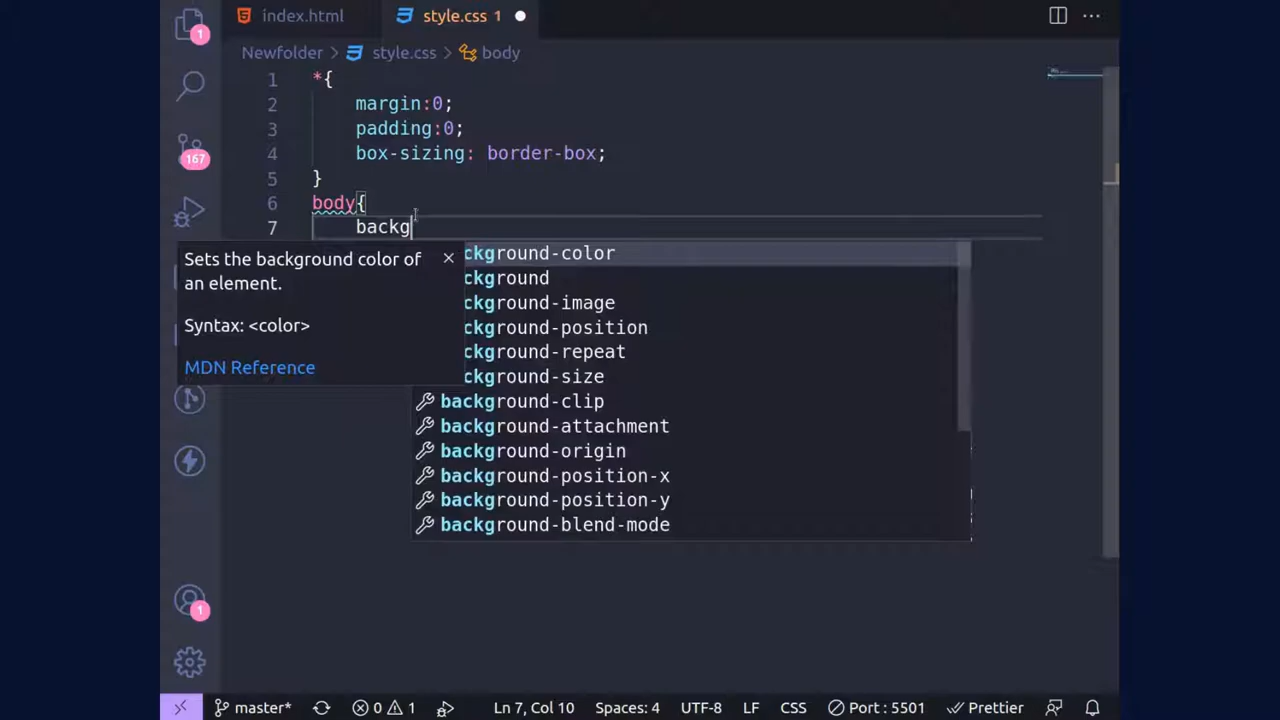 index.html
style.css 1
Newfolder > style.css > body
1 *{
2 margin:0;
3 padding:0;
4 box-sizing: border-box;
5 }
6 body{
7 backg
Sets the background color of
an element.
Syntax: <color>
MDN Reference
ckground-color
ckground
ckground-image
ckground-position
ckground-repeat
ckground-size
background-clip
background-attachment
background-origin
background-position-x
background-position-y
background-blend-mode
1
167
1
master*
0
1
Ln 7, Col 10
Spaces: 4
UTF-8
LF
CSS
Port : 5501
Prettier